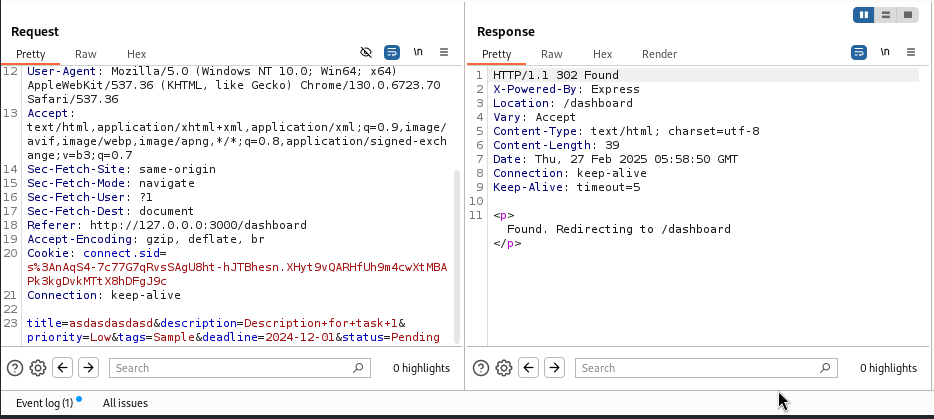 Request
Pretty Raw Hex \n
12 User-Agent: Mozilla/5.0 (Windows NT 10.0; Win64; x64)
AppleWebKit/537.36 (KHTML, like Gecko) Chrome/130.0.6723.70
Safari/537.36
13 Accept:
text/html,application/xhtml+xml,application/xml;q=0.9,image/
avif,image/webp,image/apng,*/*;q=0.8,application/signed-exch
ange;v=b3;q=0.7
14 Sec-Fetch-Site: same-origin
15 Sec-Fetch-Mode: navigate
16 Sec-Fetch-User: ?1
17 Sec-Fetch-Dest: document
18 Referer: http://127.0.0.0:3000/dashboard
19 Accept-Encoding: gzip, deflate, br
20 Cookie: connect.sid=
s%3AnAqS4-7c77G7qRvsSAgU8ht-hJTBhesn.XHyt9vQARHfUh9m4cwXtMBA
Pk3kgDvkMTtX8hDFgJ9c
21 Connection: keep-alive
22
23 title=asdasdasdasd&description=Description+for+task+1&
priority=Low&tags=Sample&deadline=2024-12-01&status=Pending
Search 0 highlights
Response
Pretty Raw Hex Render \n
1 HTTP/1.1 302 Found
2 X-Powered-By: Express
3 Location: /dashboard
4 Vary: Accept
5 Content-Type: text/html; charset=utf-8
6 Content-Length: 39
7 Date: Thu, 27 Feb 2025 05:58:50 GMT
8 Connection: keep-alive
9 Keep-Alive: timeout=5
10
11 <p>
Found. Redirecting to /dashboard
</p>
Search 0 highlights
Event log (1) All issues